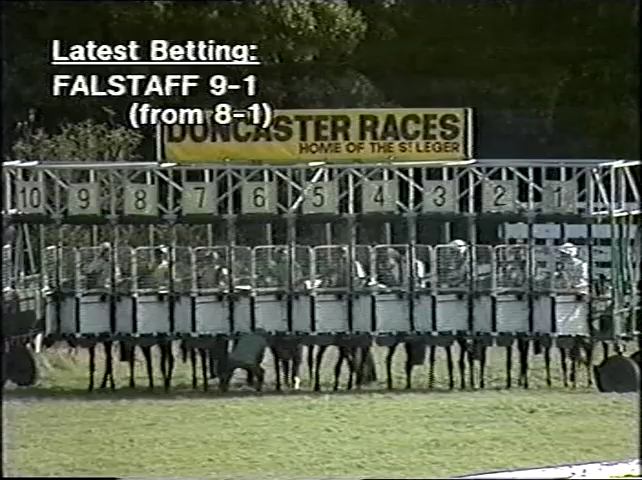 Latest Betting:
FALSTAFF 9-1
(from 8-1)
DONCASTER RACES
HOME OF THE ST LEGER
10 9 8 7 6 5 4 3 2 1